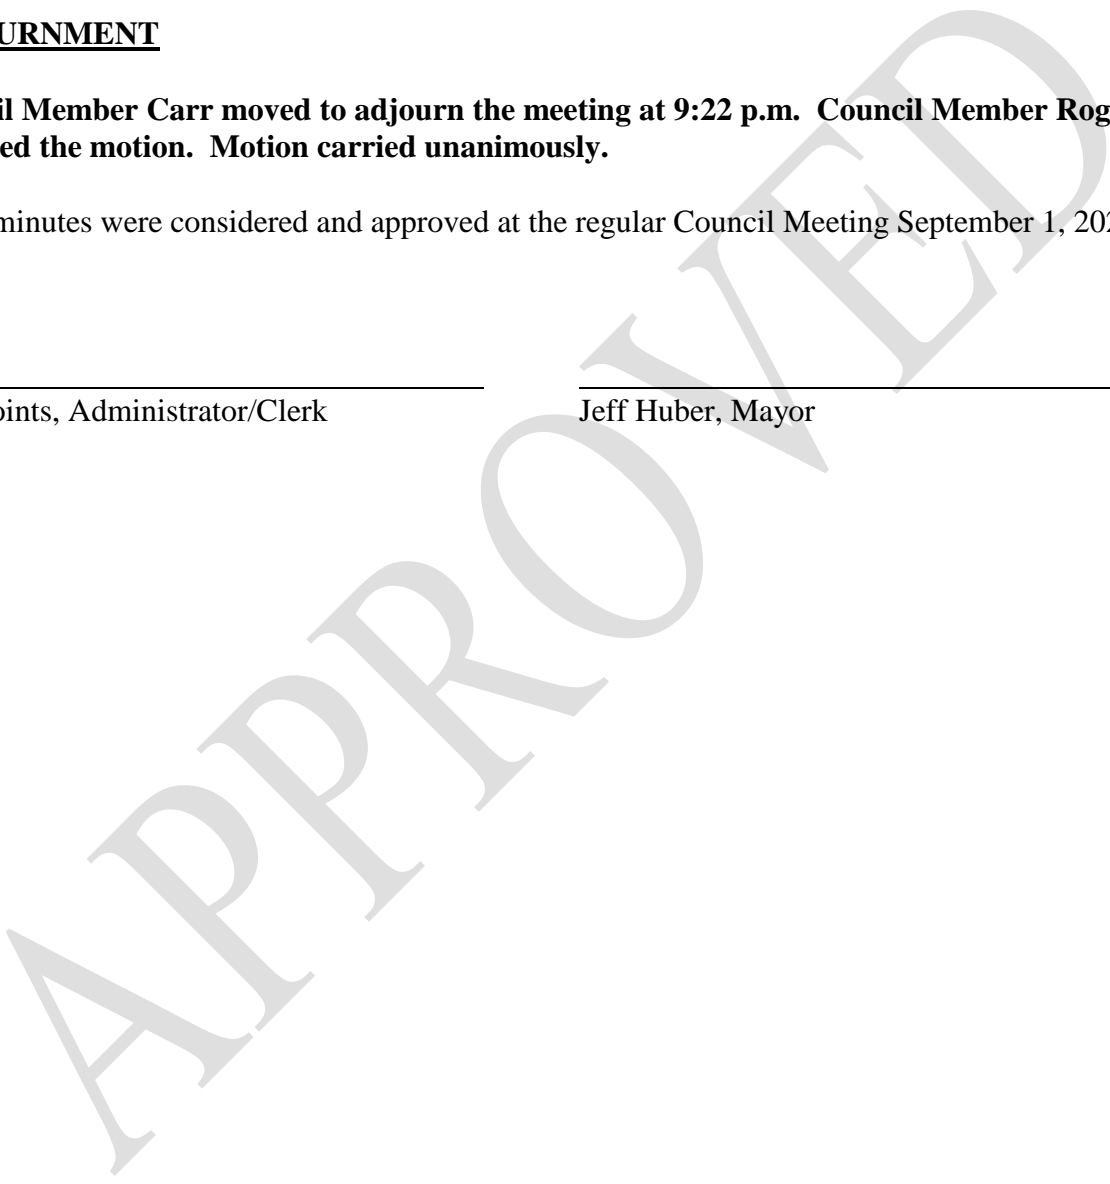 URNMENT
il Member Carr moved to adjourn the meeting at 9:22 p.m.  Council Member Rog
ed the motion.  Motion carried unanimously.
minutes were considered and approved at the regular Council Meeting September 1, 202
oints, Administrator/Clerk
Jeff Huber, Mayor
APPROVED